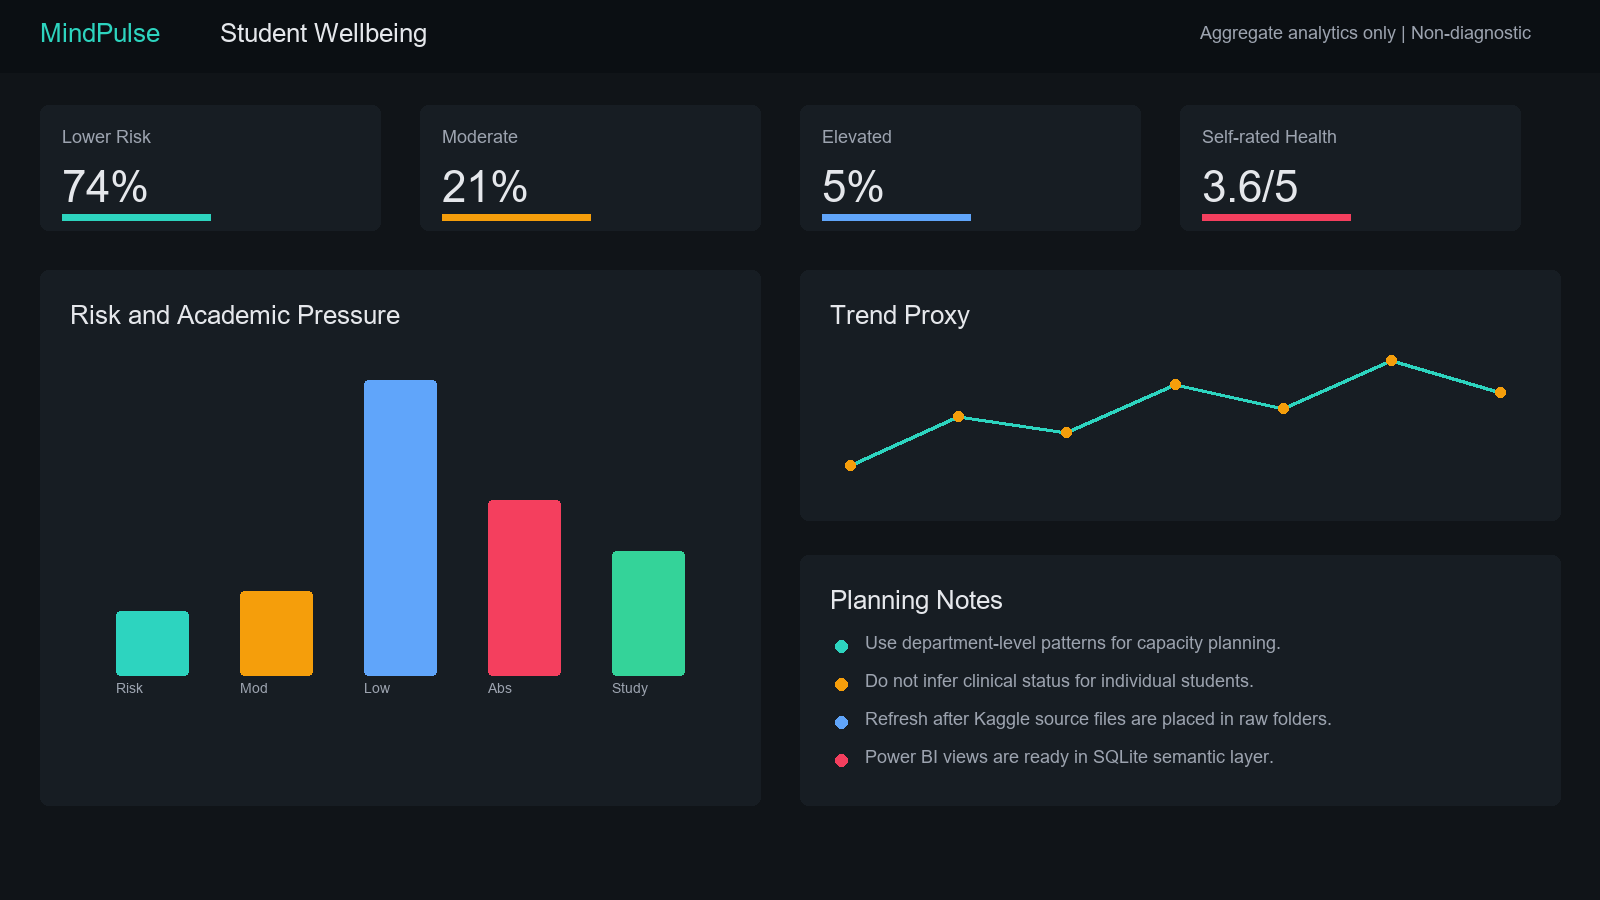 MindPulse Student Wellbeing Aggregate analytics only | Non-diagnostic
Lower Risk
74%
Moderate
21%
Elevated
5%
Self-rated Health
3.6/5
Risk and Academic Pressure
Risk Mod Low Abs Study
Trend Proxy
Planning Notes
Use department-level patterns for capacity planning.
Do not infer clinical status for individual students.
Refresh after Kaggle source files are placed in raw folders.
Power BI views are ready in SQLite semantic layer.